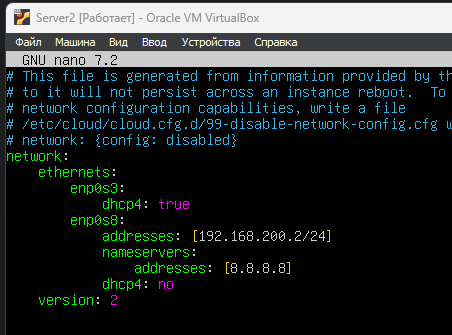 Server2 [Работает] - Oracle VM VirtualBox
Файл Машина Вид Ввод Устройства Справка
GNU nano 7.2
# This file is generated from information provided by th
# to it will not persist across an instance reboot.  To
# network configuration capabilities, write a file
# /etc/cloud/cloud.cfg.d/99-disable-network-config.cfg w
# network: {config: disabled}
network:
    ethernets:
        enp0s3:
            dhcp4: true
        enp0s8:
            addresses: [192.168.200.2/24]
            nameservers:
                addresses: [8.8.8.8]
            dhcp4: no
    version: 2